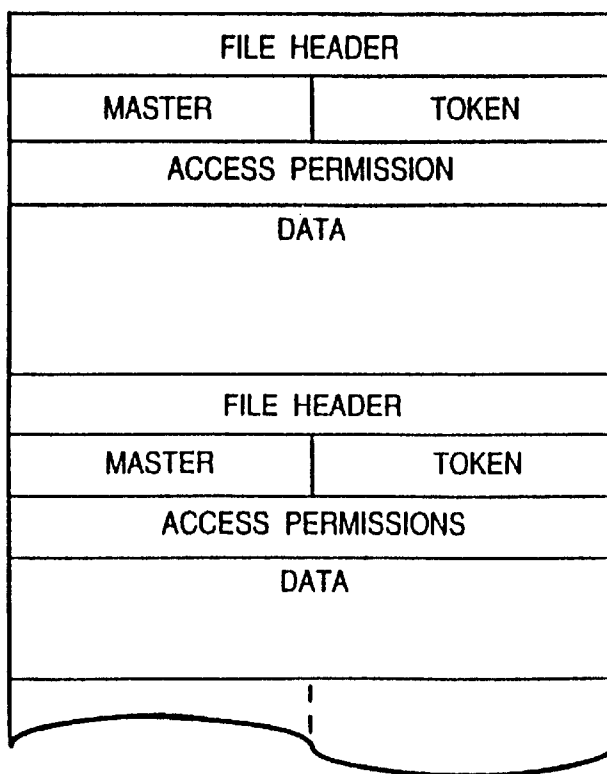 FILE HEADER
MASTER TOKEN
ACCESS PERMISSION
DATA
FILE HEADER
MASTER TOKEN
ACCESS PERMISSIONS
DATA